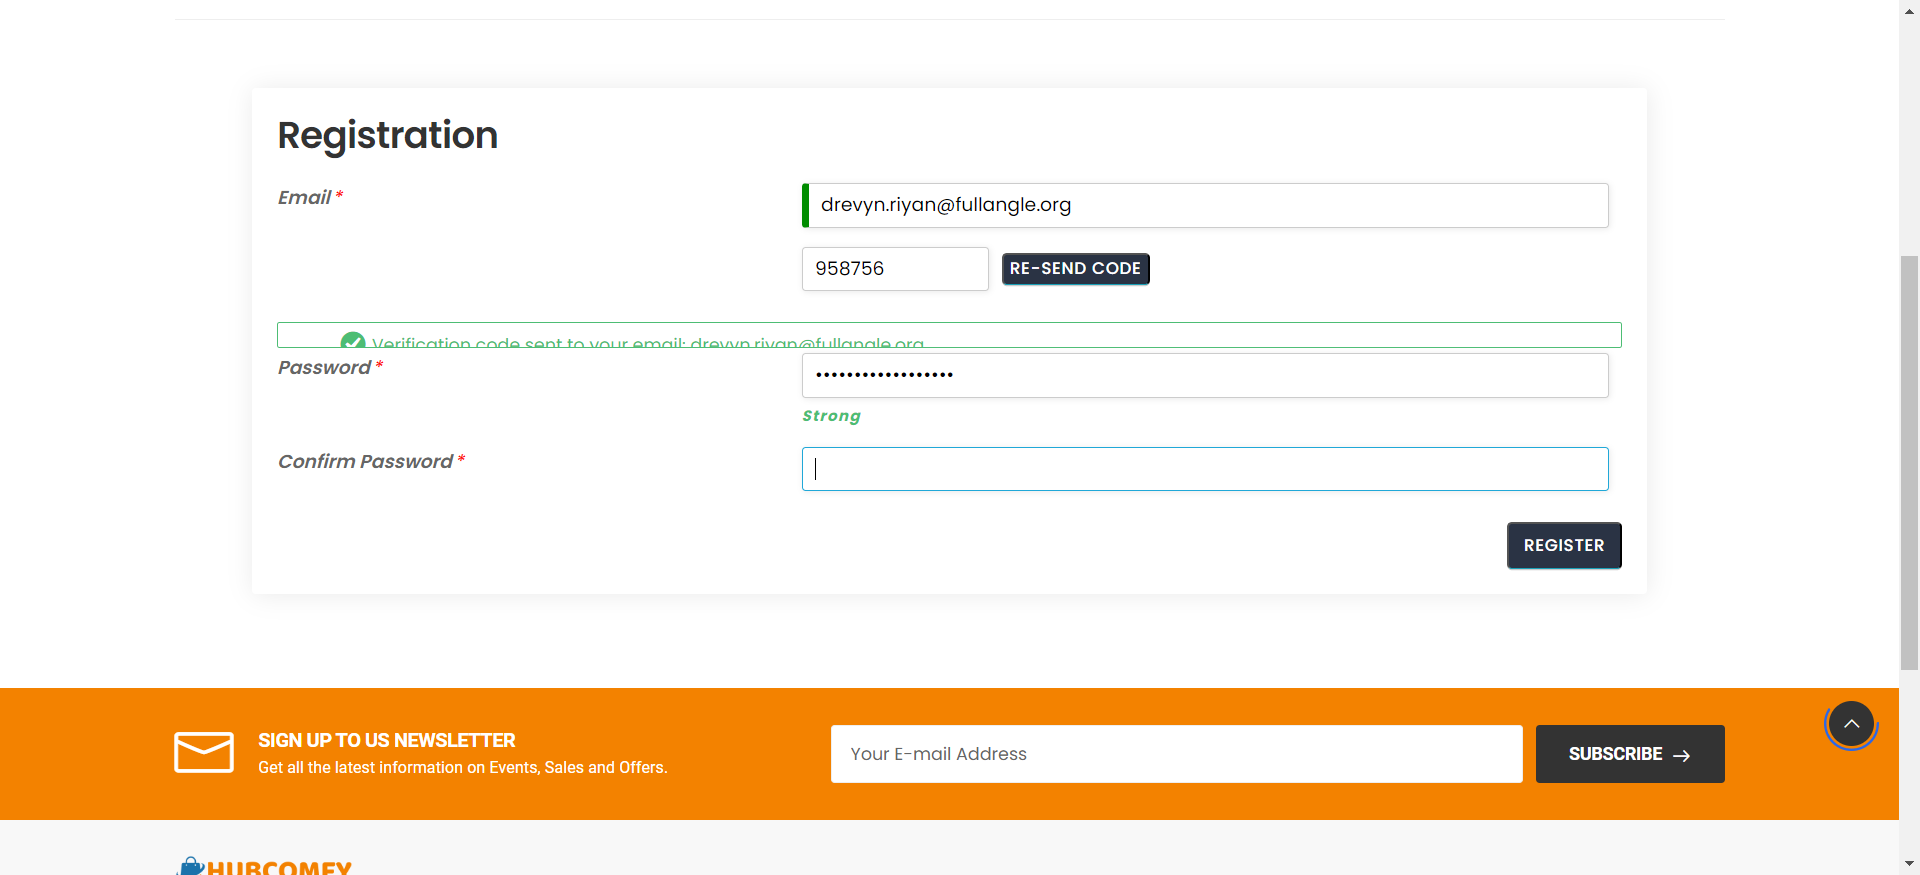 Registration
Email *
drevyn.riyan@fullangle.org
958756
RE-SEND CODE
Verification code sent to your email: drevyn.riyan@fullangle.org
Password *
••••••••••••••••••
Strong
Confirm Password *
REGISTER
SIGN UP TO US NEWSLETTER
Get all the latest information on Events, Sales and Offers.
Your E-mail Address
SUBSCRIBE →
HUBCOMFY